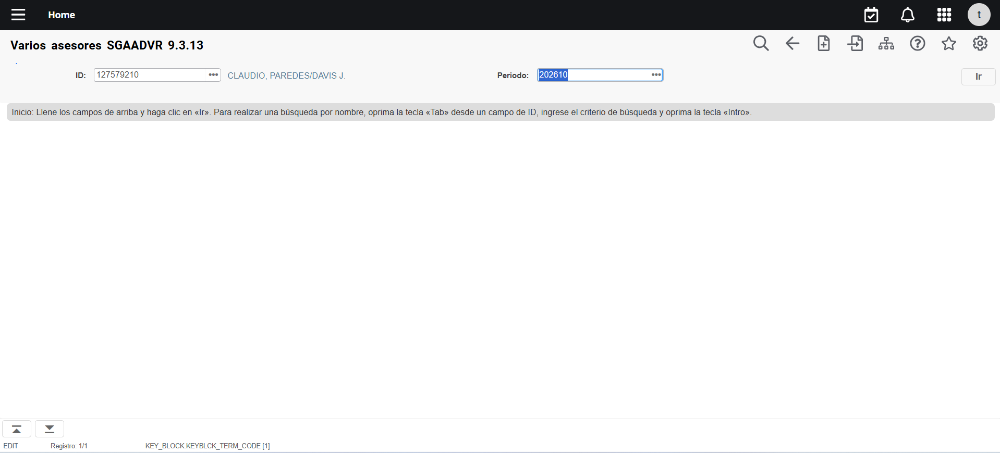 Home
t
Varios asesores SGAADVR 9.3.13
ID: 127579210 ••• CLAUDIO, PAREDES/DAVIS J. Periodo: 202610 ••• Ir
Inicio: Llene los campos de arriba y haga clic en «Ir». Para realizar una búsqueda por nombre, oprima la tecla «Tab» desde un campo de ID, ingrese el criterio de búsqueda y oprima la tecla «Intro».
EDIT Registro: 1/1 KEY_BLOCK.KEYBLCK_TERM_CODE [1]